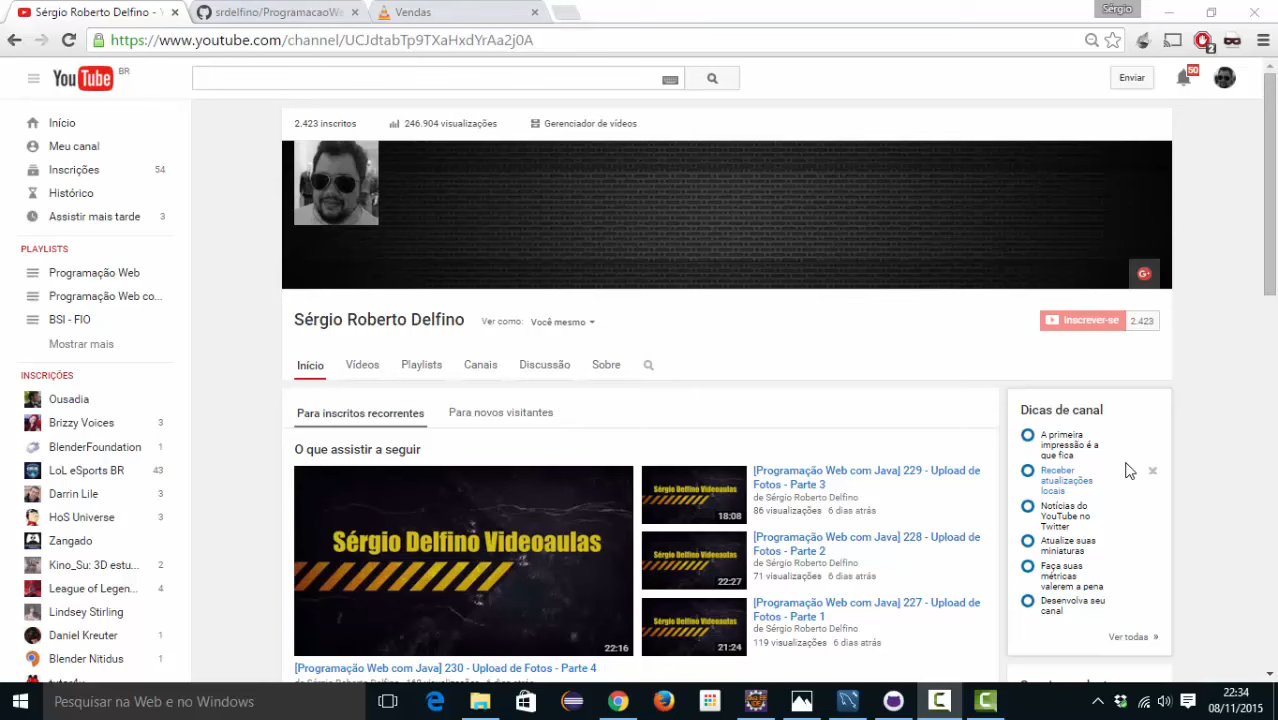 Sérgio Roberto Delfino -
srdelfino/ProgramacaoWe
Vendas
Sérgio
https://www.youtube.com/channel/UCJdtabTp9TXaHxdYrAa2j0A
2
YouTube BR
Enviar
50
Início
Meu canal
Inscrições 54
Histórico
Assistir mais tarde 3
PLAYLISTS
Programação Web
Programação Web co...
BSI - FIO
Mostrar mais
INSCRIÇÕES
Ousadia
Brizzy Voices 3
BlenderFoundation 1
LoL eSports BR 43
Darrin Lile 3
HoS Universe 3
Zangado
Kino_Su: 3D estu... 2
League of Legen... 4
Lindsey Stirling
Daniel Kreuter 1
Blender Nitidus 1
2.423 inscritos
246.904 visualizações
Gerenciador de vídeos
G+
Sérgio Roberto Delfino
Ver como: Você mesmo
Inscrever-se 2.423
Início Vídeos Playlists Canais Discussão Sobre
Para inscritos recorrentes
Para novos visitantes
O que assistir a seguir
Sérgio Delfino Videoaulas
22:16
[Programação Web com Java] 230 - Upload de Fotos - Parte 4
Sérgio Delfino Videoaulas
18:08
[Programação Web com Java] 229 - Upload de
Fotos - Parte 3
de Sérgio Roberto Delfino
86 visualizações 6 dias atrás
Sérgio Delfino Videoaulas
22:27
[Programação Web com Java] 228 - Upload de
Fotos - Parte 2
de Sérgio Roberto Delfino
71 visualizações 6 dias atrás
Sérgio Delfino Videoaulas
21:24
[Programação Web com Java] 227 - Upload de
Fotos - Parte 1
de Sérgio Roberto Delfino
119 visualizações 6 dias atrás
Dicas de canal
A primeira
impressão é a
que fica
Receber
atualizações
locais
Notícias do
YouTube no
Twitter
Atualize suas
miniaturas
Faça suas
métricas
valerem a pena
Desenvolva seu
canal
Ver todas »
Pesquisar na Web e no Windows
22:34
08/11/2015